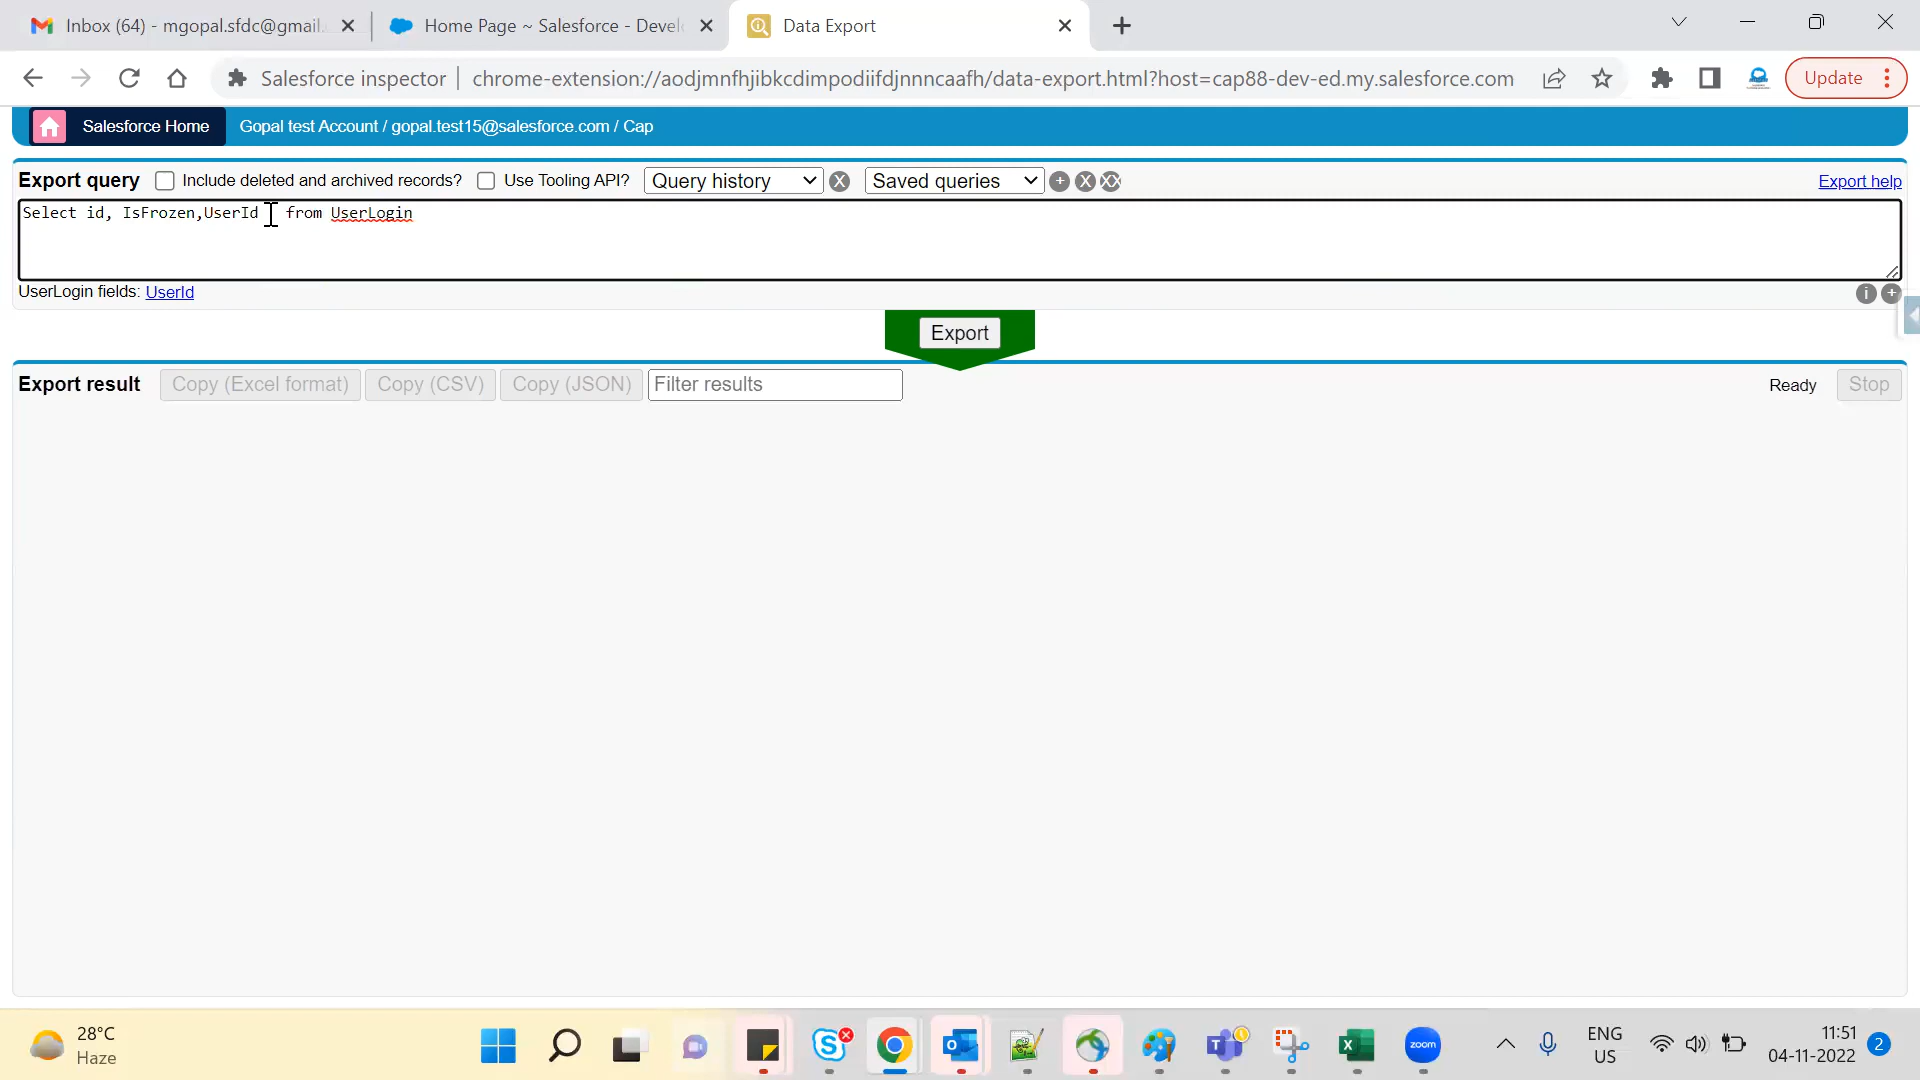 Inbox (64) - mgopal.sfdc@gmail.
Home Page ~ Salesforce - Devel
Data Export
Salesforce inspector
chrome-extension://aodjmnfhjibkcdimpodiifdjnnncaafh/data-export.html?host=cap88-dev-ed.my.salesforce.com
Update
Salesforce Home
Gopal test Account / gopal.test15@salesforce.com / Cap
Export query
Include deleted and archived records?
Use Tooling API?
Query history
X
Saved queries
+
X
XX
Export help
Select id, IsFrozen,UserId from UserLogin
UserLogin fields: UserId
i
+
Export
Export result
Copy (Excel format)
Copy (CSV)
Copy (JSON)
Filter results
Ready
Stop
28°C
Haze
zoom
ENG
US
11:51
04-11-2022
2